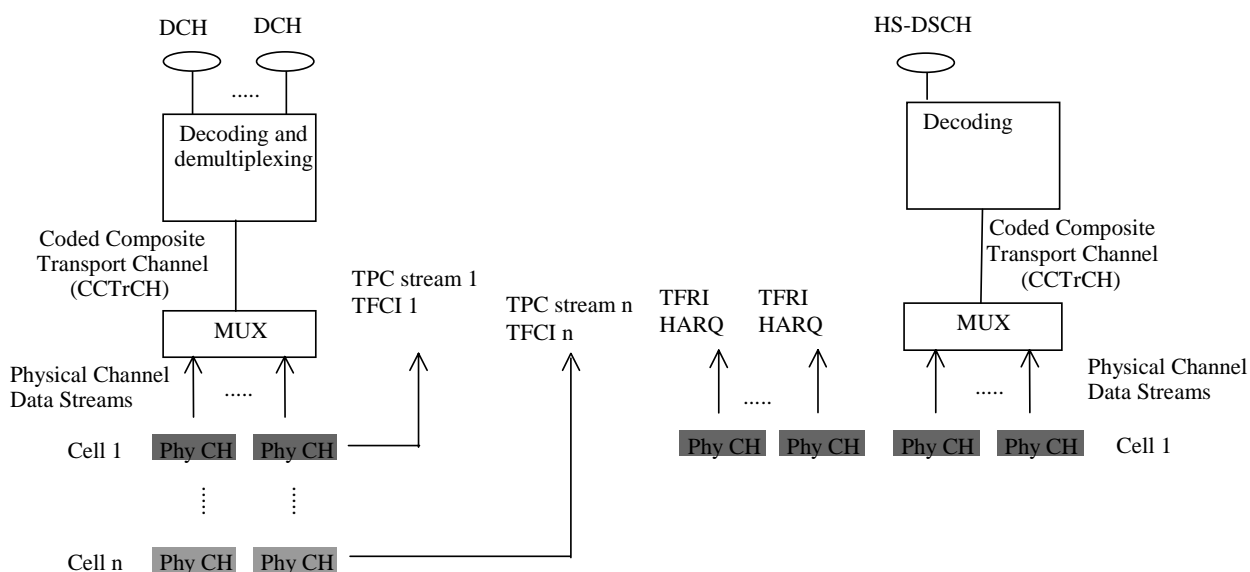 DCH
DCH
.....
Decoding and
demultiplexing
Coded Composite
Transport Channel
(CCTrCH)
MUX
Physical Channel
Data Streams
.....
Cell 1
Phy CH
Phy CH
Cell n
Phy CH
Phy CH
TPC stream 1
TFCI 1
TPC stream n
TFCI n
HS-DSCH
Decoding
Coded Composite
Transport Channel
(CCTrCH)
TFRI
HARQ
TFRI
HARQ
MUX
.....
.....
Physical Channel
Data Streams
Phy CH
Phy CH
Phy CH
Phy CH
Cell 1